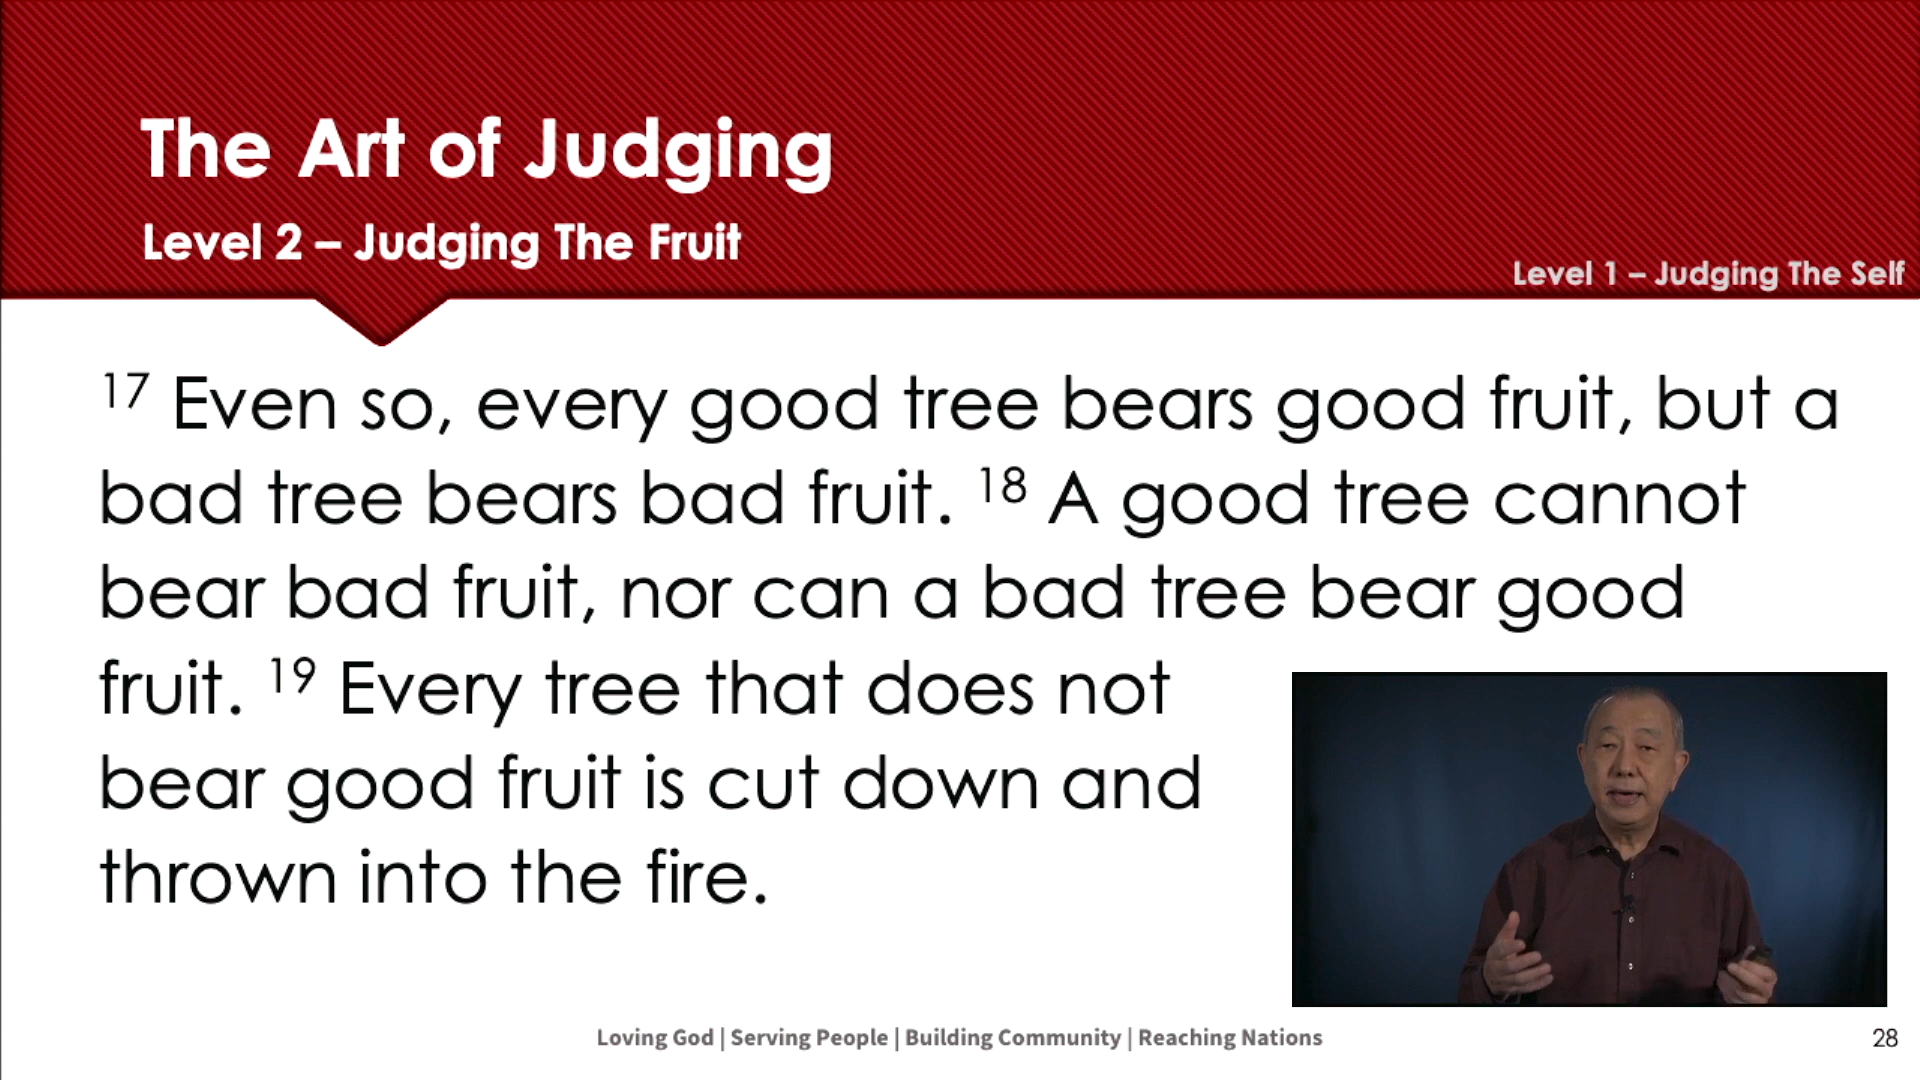 The Art of Judging
Level 2 – Judging The Fruit
Level 1 – Judging The Self
17 Even so, every good tree bears good fruit, but a
bad tree bears bad fruit. 18 A good tree cannot
bear bad fruit, nor can a bad tree bear good
fruit. 19 Every tree that does not
bear good fruit is cut down and
thrown into the fire.
Loving God | Serving People | Building Community | Reaching Nations
28